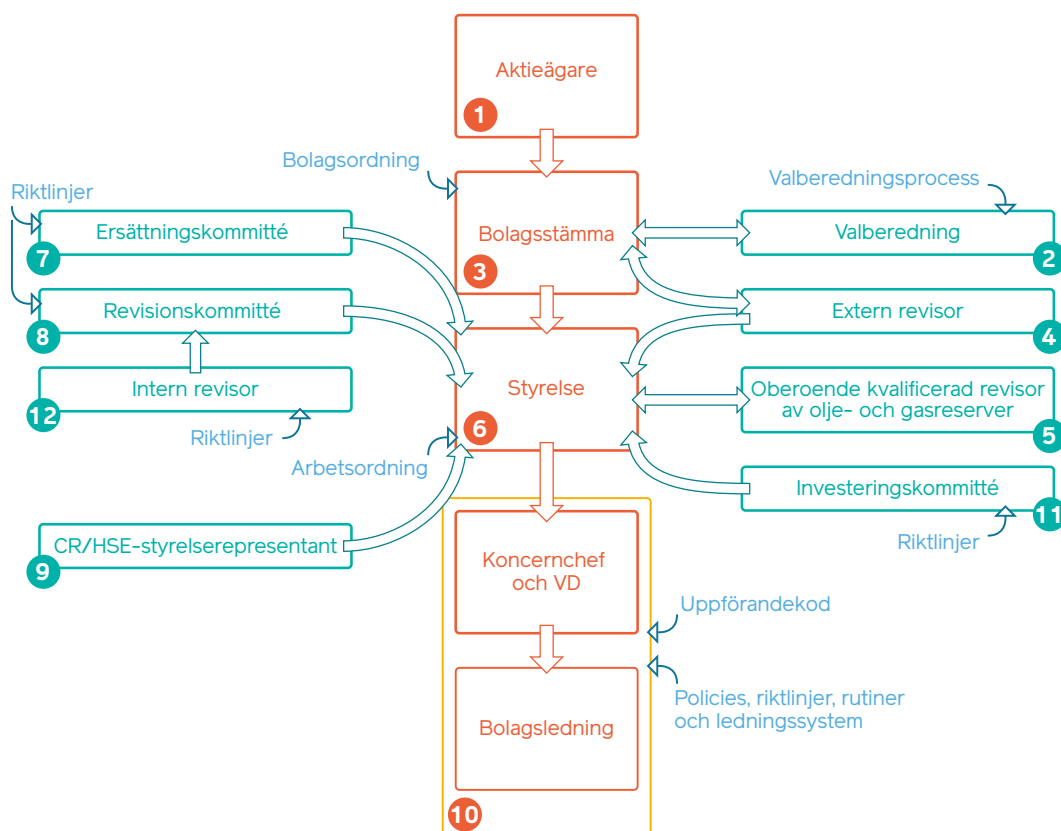 Aktieägare
1
Bolagsordning
Riktlinjer
Valberedningsprocess
Ersättningskommitté
7
Bolagsstämma
3
Valberedning
2
Revisionskommitté
8
Extern revisor
4
Intern revisor
12
Riktlinjer
Styrelse
6
Oberoende kvalificerad revisor
av olje- och gasreserver
5
Arbetsordning
Investeringskommitté
11
Riktlinjer
CR/HSE-styrelserepresentant
9
Koncernchef
och VD
Uppförandekod
Policies, riktlinjer, rutiner
och ledningssystem
Bolagsledning
10